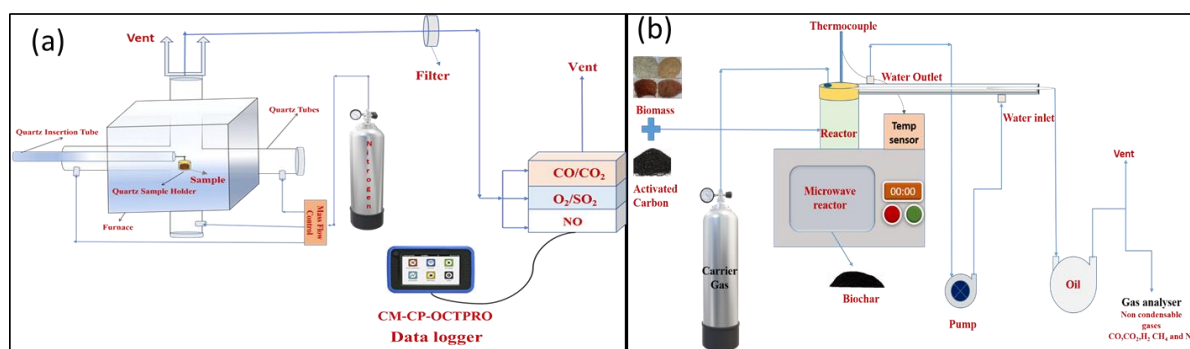 (a)
Vent
Filter
Vent
Quartz Tubes
Quartz Insertion Tube
Nitrogen
Sample
Quartz Sample Holder
Furnace
Mass Flow
Control
CO/CO₂
O₂/SO₂
NO
CM-CP-OCTPRO
Data logger
(b)
Thermocouple
Water Outlet
Biomass
Reactor
Temp
sensor
Water inlet
Activated
Carbon
Microwave
reactor
00:00
Vent
Carrier
Gas
Biochar
Pump
Oil
Gas analyser
Non condensable
gases
CO,CO₂,H₂ CH₄ and N